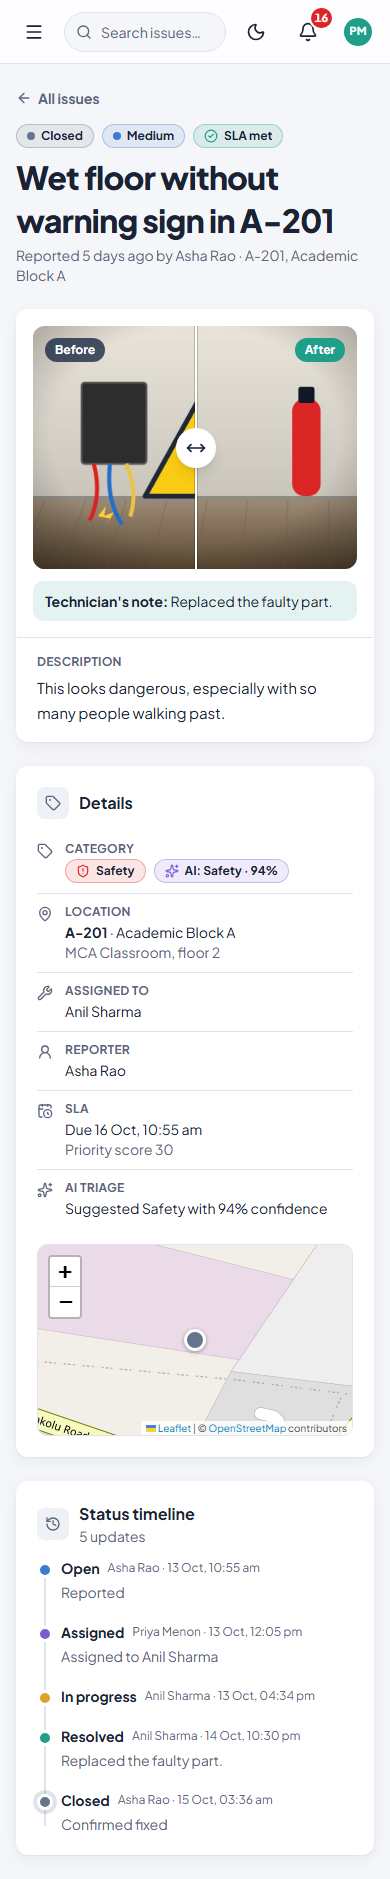 Search issues...
16
PM
All issues
Closed
Medium
SLA met
Wet floor without
warning sign in A-201
Reported 5 days ago by Asha Rao · A-201, Academic
Block A
Before
After
Technician's note: Replaced the faulty part.
DESCRIPTION
This looks dangerous, especially with so
many people walking past.
Details
CATEGORY
Safety
AI: Safety · 94%
LOCATION
A-201 · Academic Block A
MCA Classroom, floor 2
ASSIGNED TO
Anil Sharma
REPORTER
Asha Rao
SLA
Due 16 Oct, 10:55 am
Priority score 30
AI TRIAGE
Suggested Safety with 94% confidence
+
−
akolu Road
Leaflet | © OpenStreetMap contributors
Status timeline
5 updates
Open Asha Rao · 13 Oct, 10:55 am
Reported
Assigned Priya Menon · 13 Oct, 12:05 pm
Assigned to Anil Sharma
In progress Anil Sharma · 13 Oct, 04:34 pm
Resolved Anil Sharma · 14 Oct, 10:30 pm
Replaced the faulty part.
Closed Asha Rao · 15 Oct, 03:36 am
Confirmed fixed